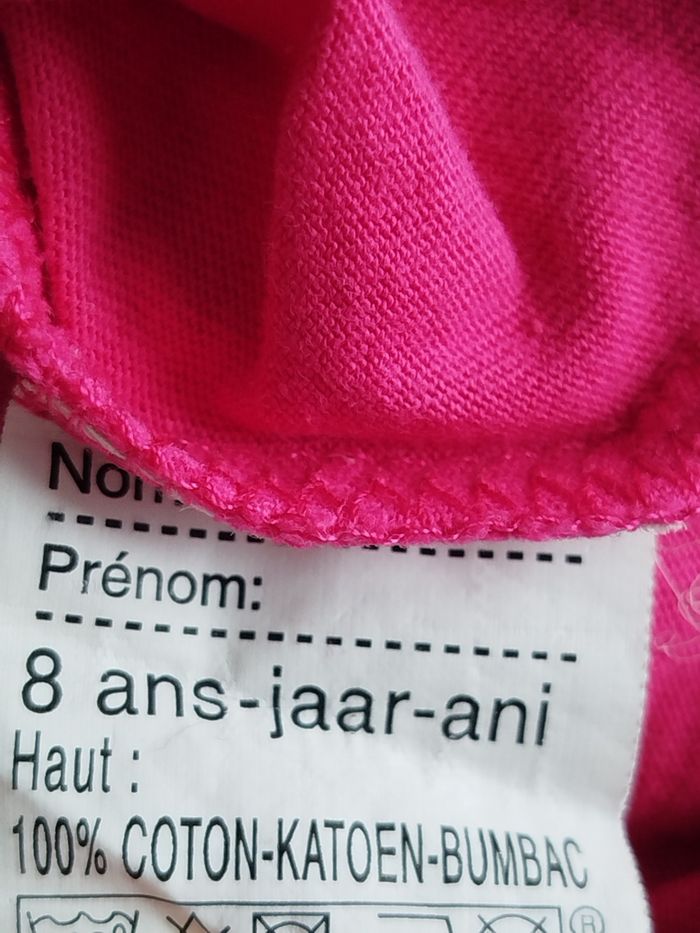 Prénom:
8 ans-jaar-ani
Haut :
100% COTON-KATOEN-BUMBAC
®